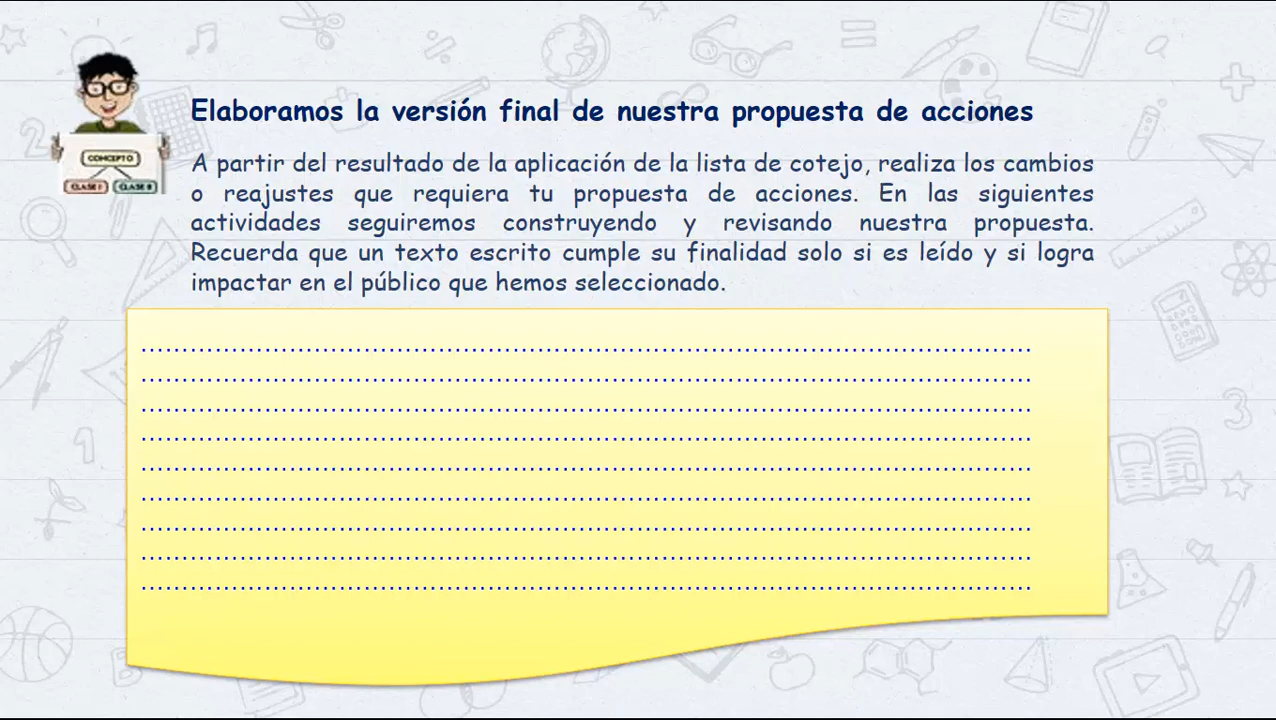 Elaboramos la versión final de nuestra propuesta de acciones
A partir del resultado de la aplicación de la lista de cotejo, realiza los cambios
o reajustes que requiera tu propuesta de acciones. En las siguientes
actividades seguiremos construyendo y revisando nuestra propuesta.
Recuerda que un texto escrito cumple su finalidad solo si es leído y si logra
impactar en el público que hemos seleccionado.
CONCEPTO
CLASE I CLASE II